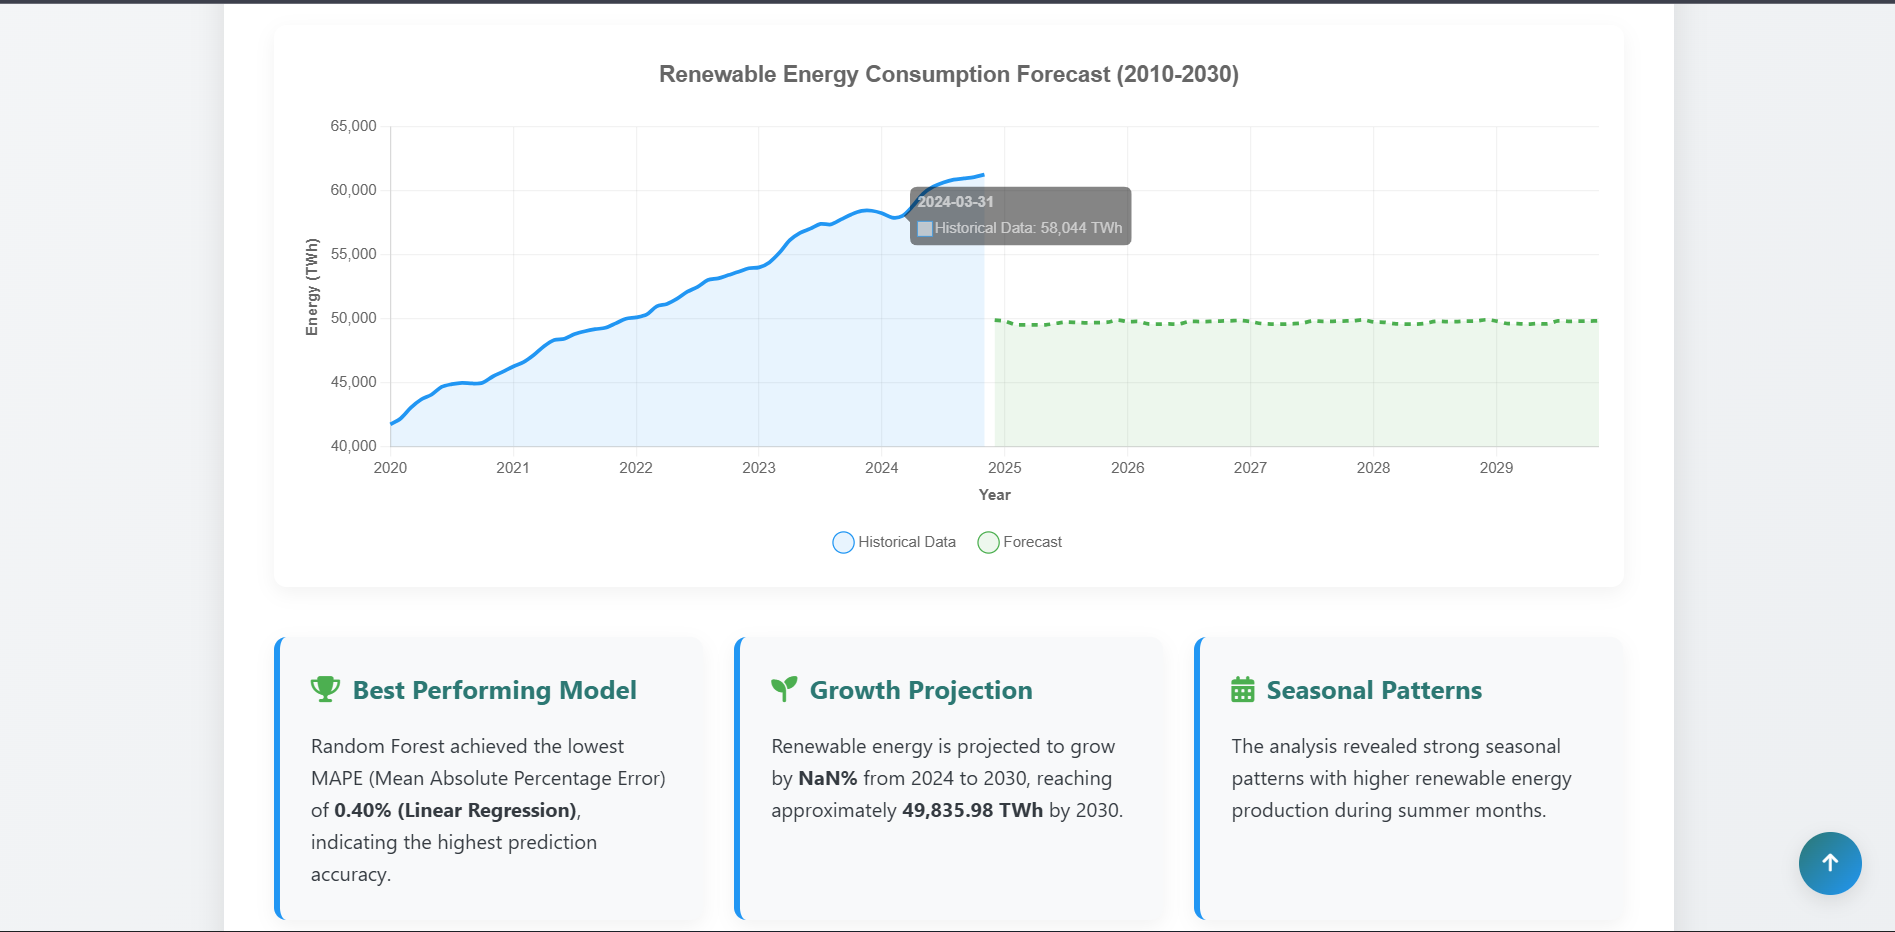 Renewable Energy Consumption Forecast (2010-2030)
65,000
60,000
55,000
50,000
45,000
40,000
Energy (TWh)
2024-03-31
Historical Data: 58,044 TWh
2020 2021 2022 2023 2024 2025 2026 2027 2028 2029
Year
Historical Data Forecast
Best Performing Model
Random Forest achieved the lowest
MAPE (Mean Absolute Percentage Error)
of 0.40% (Linear Regression),
indicating the highest prediction
accuracy.
Growth Projection
Renewable energy is projected to grow
by NaN% from 2024 to 2030, reaching
approximately 49,835.98 TWh by 2030.
Seasonal Patterns
The analysis revealed strong seasonal
patterns with higher renewable energy
production during summer months.